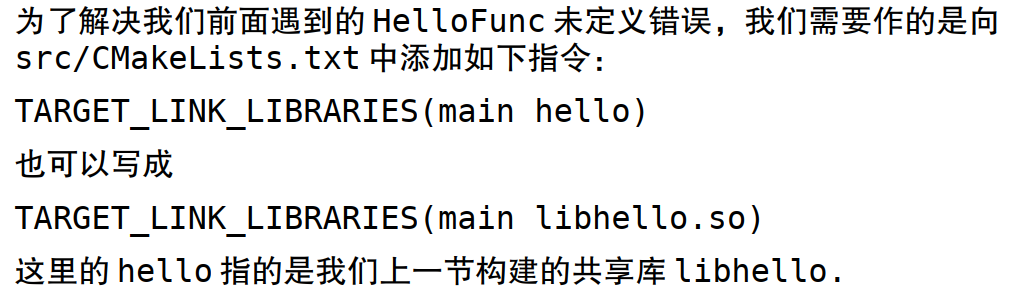 为了解决我们前面遇到的 HelloFunc 未定义错误，我们需要作的是向
src/CMakeLists.txt 中添加如下指令：
TARGET_LINK_LIBRARIES(main hello)
也可以写成
TARGET_LINK_LIBRARIES(main libhello.so)
这里的 hello 指的是我们上一节构建的共享库 libhello.